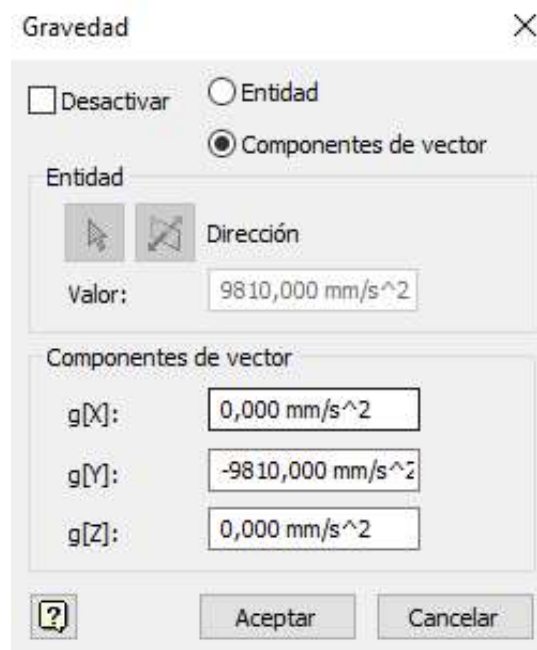 Gravedad
Desactivar
Entidad
Componentes de vector
Entidad
Dirección
Valor: 9810,000 mm/s^2
Componentes de vector
g[X]: 0,000 mm/s^2
g[Y]: -9810,000 mm/s^2
g[Z]: 0,000 mm/s^2
? Aceptar Cancelar